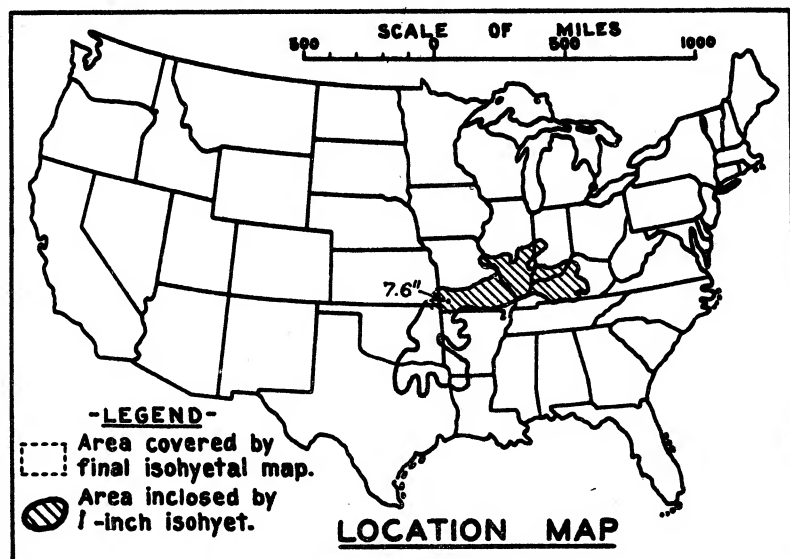 SCALE OF MILES
500 0 500 1000
7.6"
-LEGEND-
Area covered by
final isohyetal map.
Area inclosed by
1-inch isohyet.
LOCATION MAP